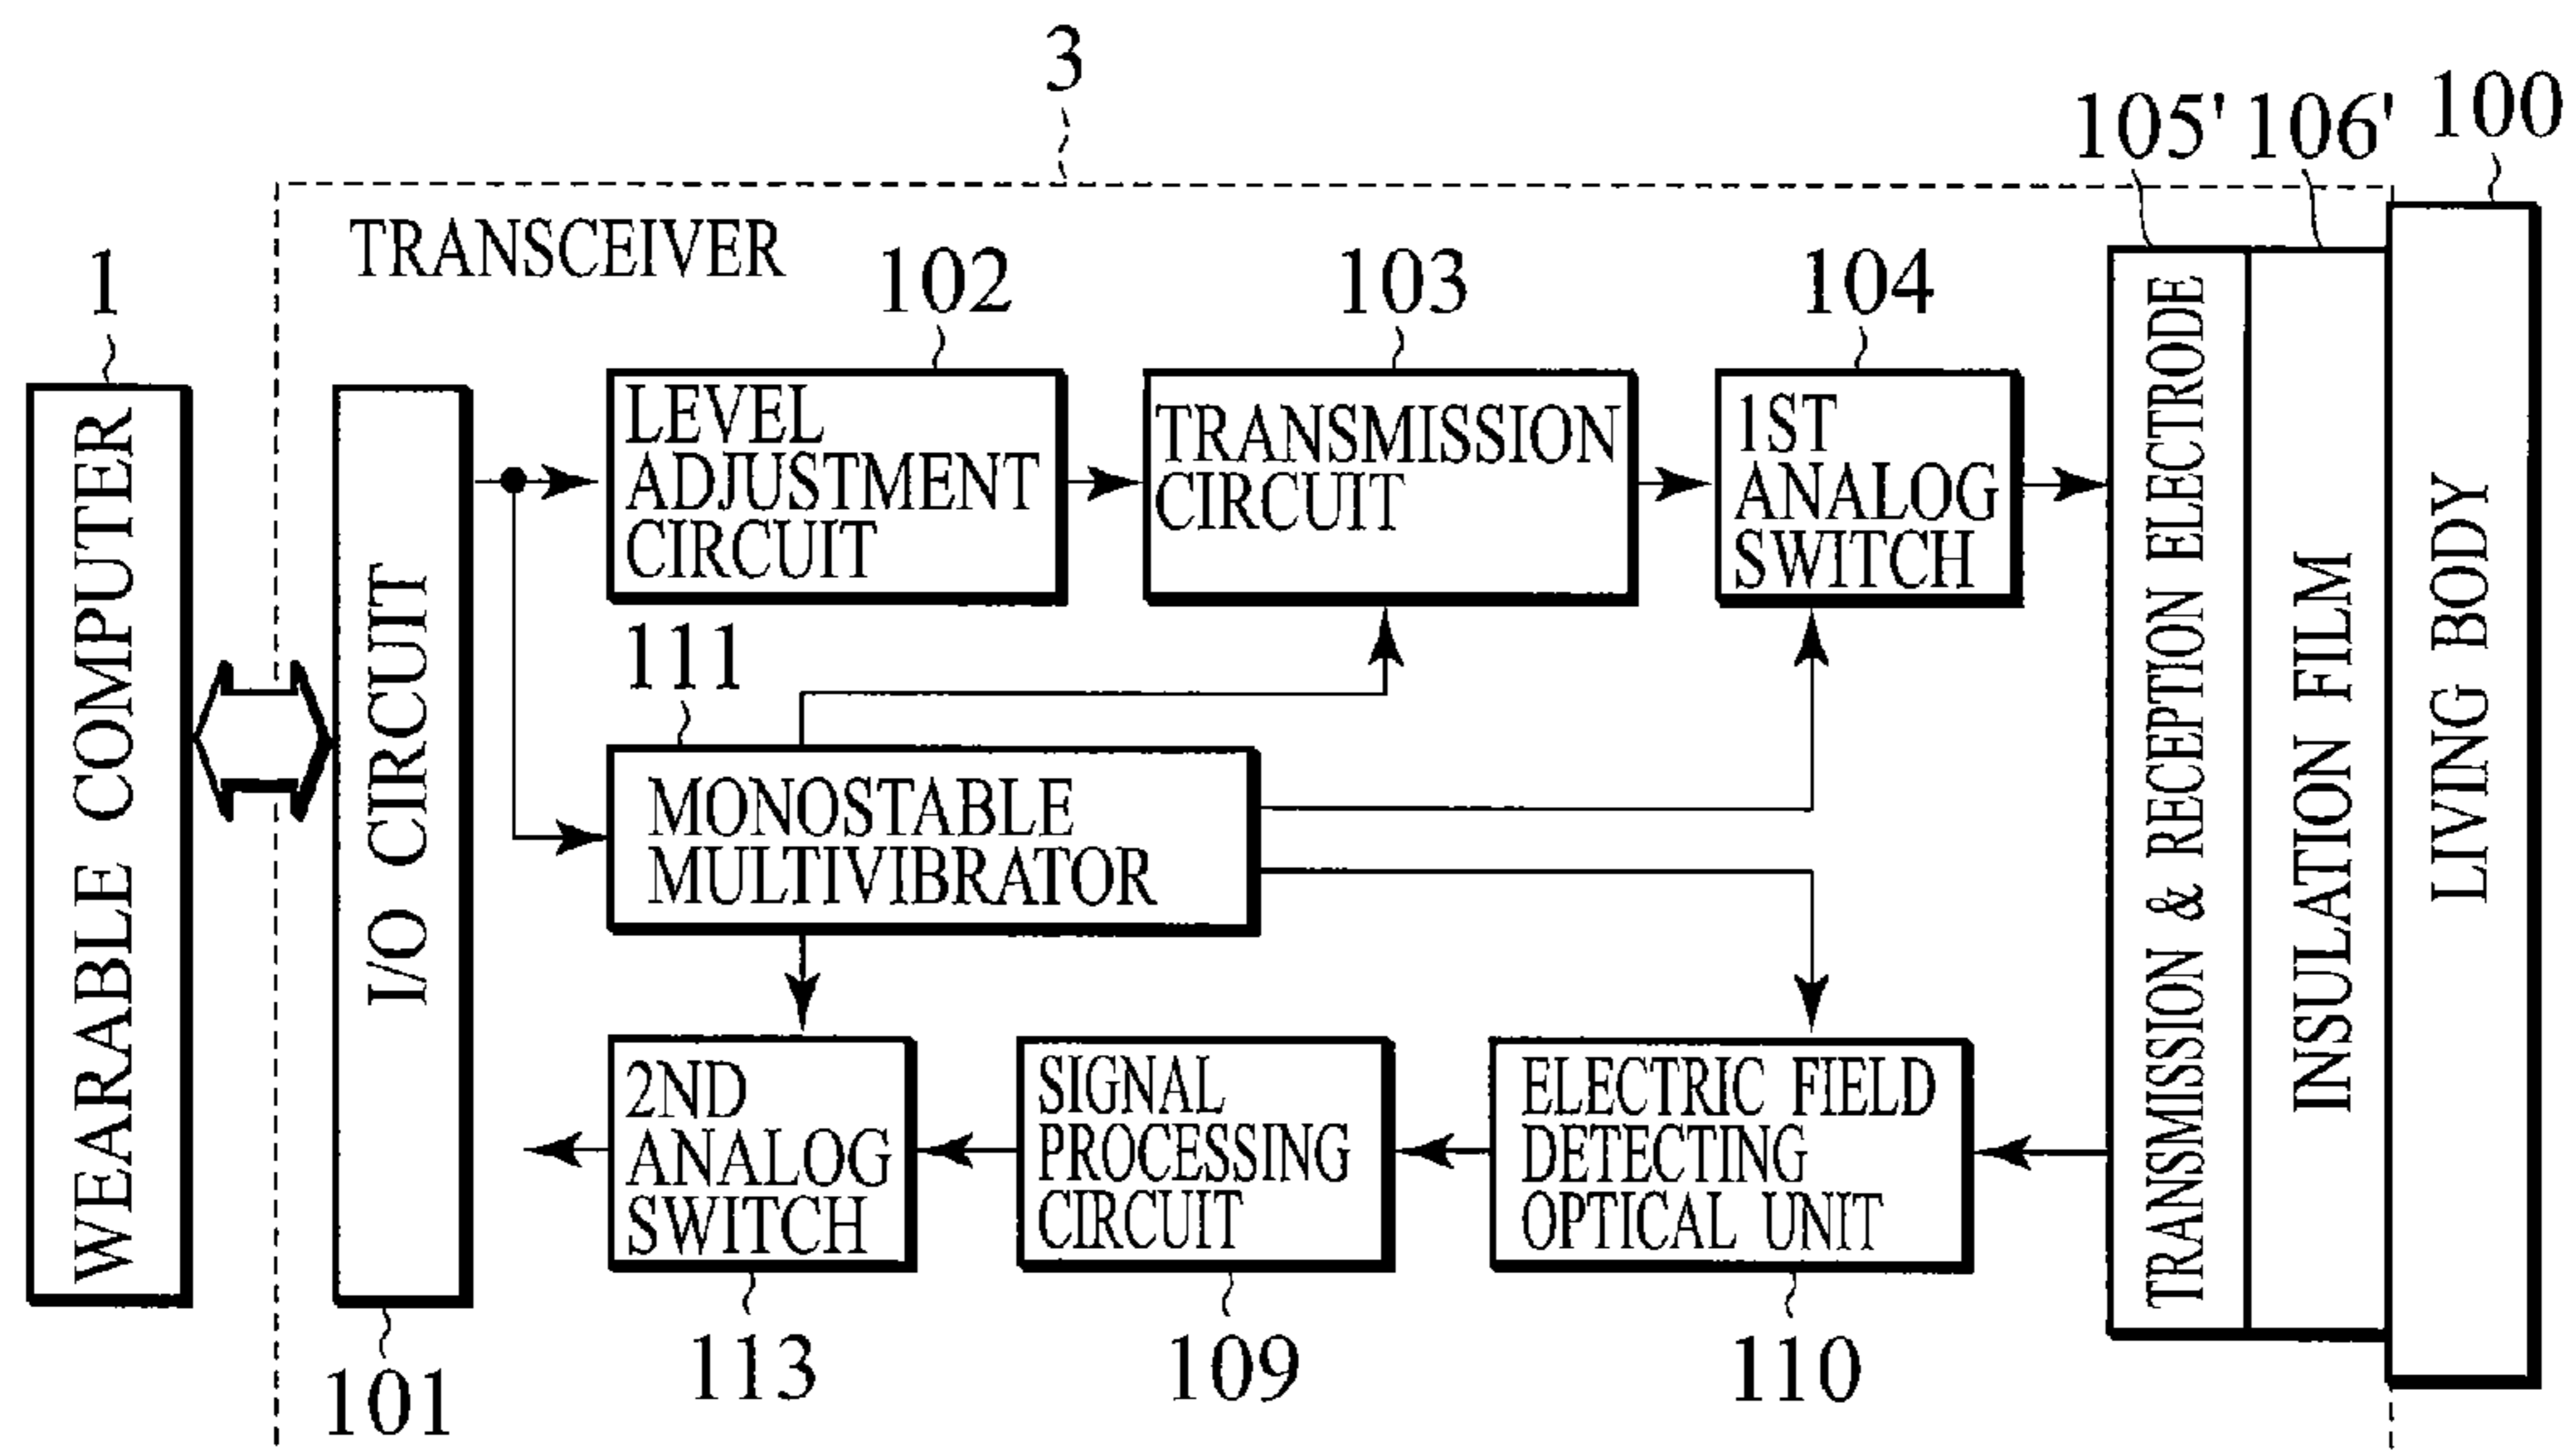 3
105'
106'
100
TRANSCEIVER
1
102
103
104
WEARABLE COMPUTER
I/O CIRCUIT
LEVEL
ADJUSTMENT
CIRCUIT
TRANSMISSION
CIRCUIT
1ST
ANALOG
SWITCH
TRANSMISSION & RECEPTION ELECTRODE
INSULATION FILM
LIVING BODY
111
MONOSTABLE
MULTIVIBRATOR
2ND
ANALOG
SWITCH
SIGNAL
PROCESSING
CIRCUIT
ELECTRIC FIELD
DETECTING
OPTICAL UNIT
101
113
109
110